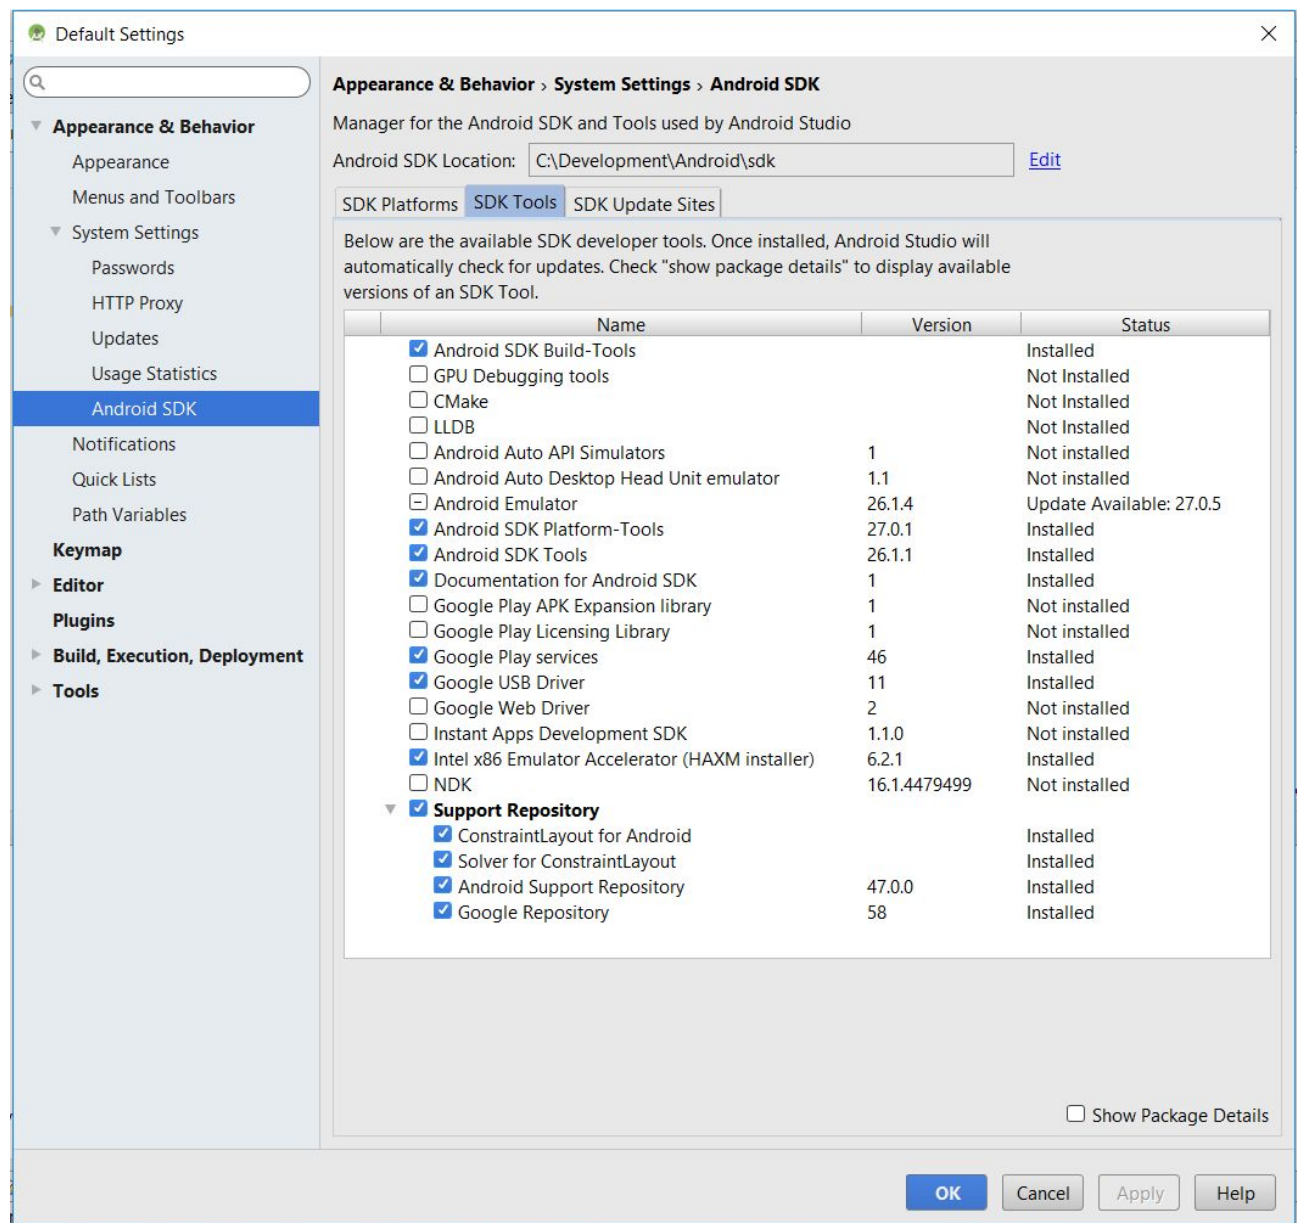 Default Settings
Appearance & Behavior
Appearance
Menus and Toolbars
System Settings
Passwords
HTTP Proxy
Updates
Usage Statistics
Android SDK
Notifications
Quick Lists
Path Variables
Keymap
Editor
Plugins
Build, Execution, Deployment
Tools
Appearance & Behavior › System Settings › Android SDK
Manager for the Android SDK and Tools used by Android Studio
Android SDK Location: C:\Development\Android\sdk Edit
SDK Platforms SDK Tools SDK Update Sites
Below are the available SDK developer tools. Once installed, Android Studio will
automatically check for updates. Check "show package details" to display available
versions of an SDK Tool.
Name Version Status
Android SDK Build-Tools Installed
GPU Debugging tools Not Installed
CMake Not Installed
LLDB Not Installed
Android Auto API Simulators 1 Not installed
Android Auto Desktop Head Unit emulator 1.1 Not installed
Android Emulator 26.1.4 Update Available: 27.0.5
Android SDK Platform-Tools 27.0.1 Installed
Android SDK Tools 26.1.1 Installed
Documentation for Android SDK 1 Installed
Google Play APK Expansion library 1 Not installed
Google Play Licensing Library 1 Not installed
Google Play services 46 Installed
Google USB Driver 11 Installed
Google Web Driver 2 Not installed
Instant Apps Development SDK 1.1.0 Not installed
Intel x86 Emulator Accelerator (HAXM installer) 6.2.1 Installed
NDK 16.1.4479499 Not installed
Support Repository
ConstraintLayout for Android Installed
Solver for ConstraintLayout Installed
Android Support Repository 47.0.0 Installed
Google Repository 58 Installed
Show Package Details
OK Cancel Apply Help